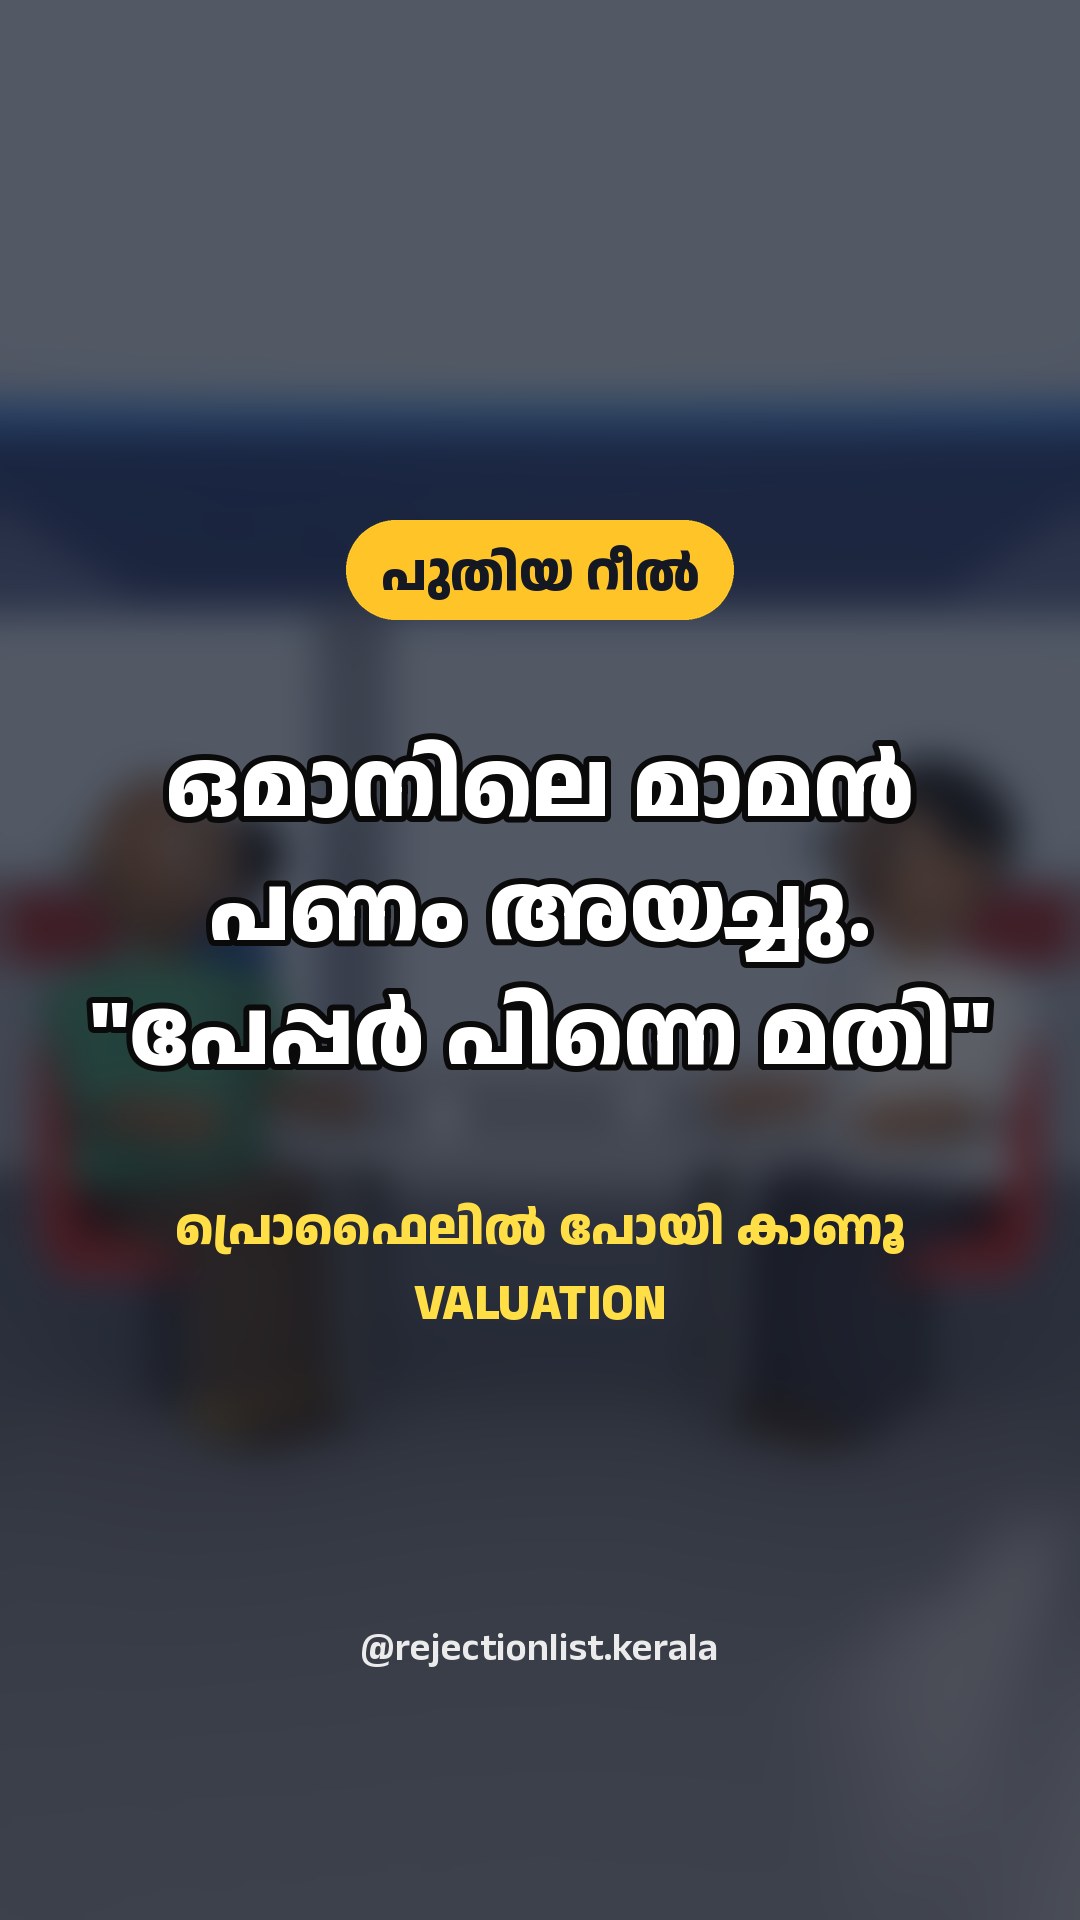 പുതിയ റീൽ
ഒമാനിലെ മാമൻ
പണം അയച്ചു.
"പേപ്പർ പിന്നെ മതി"
പ്രൊഫൈലിൽ പോയി കാണൂ
VALUATION
@rejectionlist.kerala